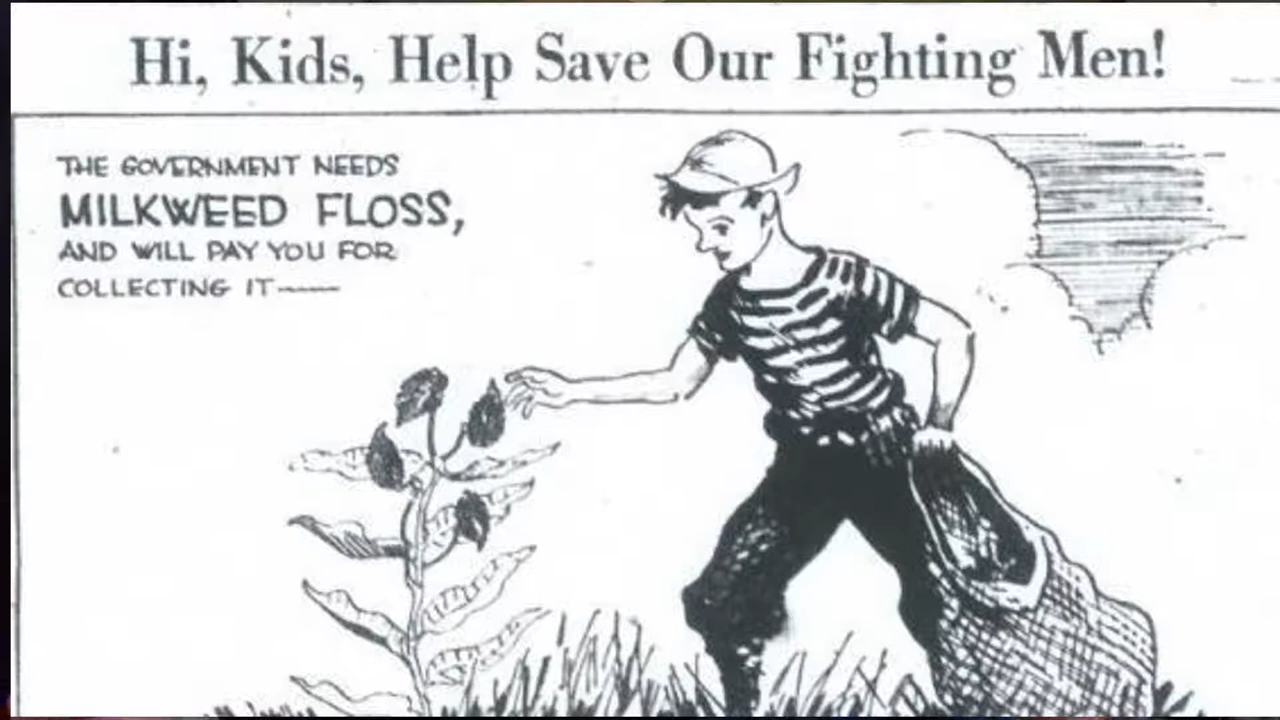 Hi, Kids, Help Save Our Fighting Men!
THE GOVERNMENT NEEDS
MILKWEED FLOSS,
AND WILL PAY YOU FOR
COLLECTING IT——